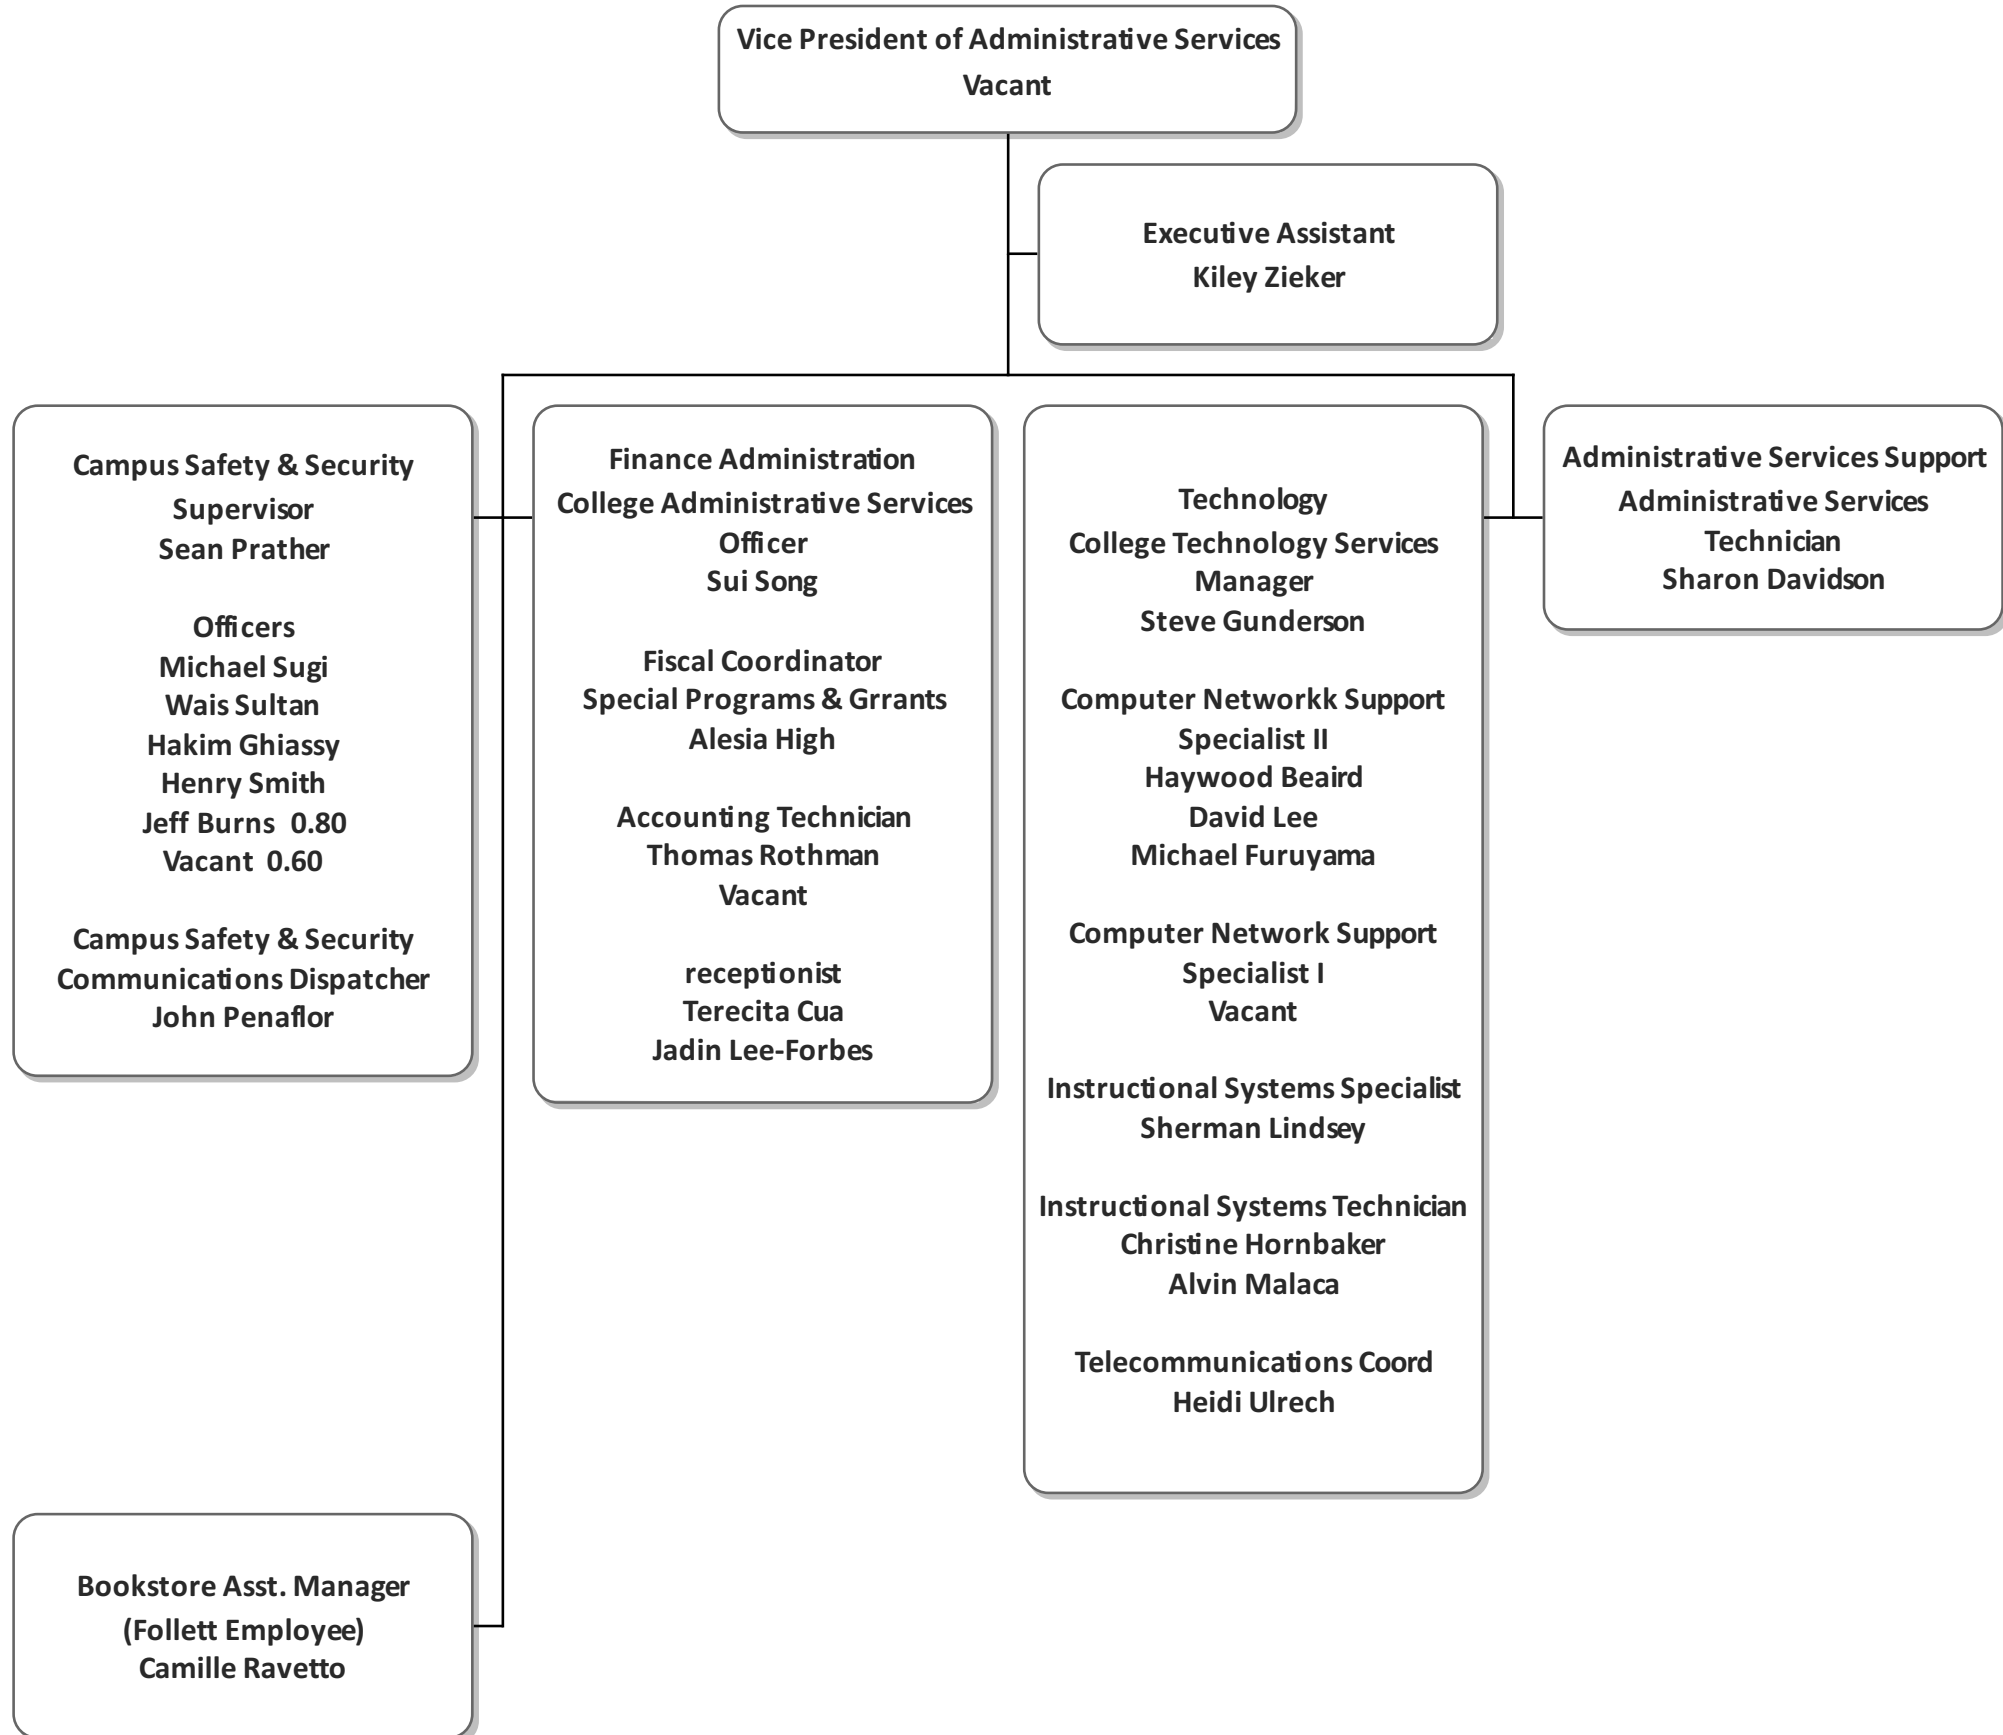 Vice President of Administrative Services
Vacant
Executive Assistant
Kiley Zieker
Campus Safety & Security
Supervisor
Sean Prather
Officers
Michael Sugi
Wais Sultan
Hakim Ghiassy
Henry Smith
Jeff Burns 0.80
Vacant 0.60
Campus Safety & Security
Communications Dispatcher
John Penaflor
Finance Administration
College Administrative Services
Officer
Sui Song
Fiscal Coordinator
Special Programs & Grrants
Alesia High
Accounting Technician
Thomas Rothman
Vacant
receptionist
Terecita Cua
Jadin Lee-Forbes
Technology
College Technology Services
Manager
Steve Gunderson
Computer Networkk Support
Specialist II
Haywood Beaird
David Lee
Michael Furuyama
Computer Network Support
Specialist I
Vacant
Instructional Systems Specialist
Sherman Lindsey
Instructional Systems Technician
Christine Hornbaker
Alvin Malaca
Telecommunications Coord
Heidi Ulrech
Administrative Services Support
Administrative Services
Technician
Sharon Davidson
Bookstore Asst. Manager
(Follett Employee)
Camille Ravetto